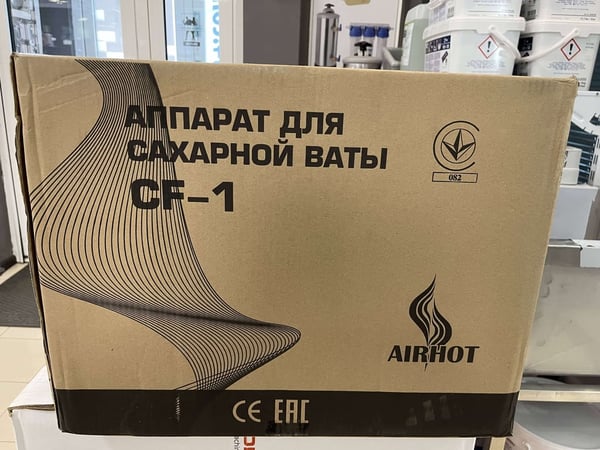 АППАРАТ ДЛЯ
САХАРНОЙ ВАТЫ
CF-1
082
AIRHOT
CE EAC